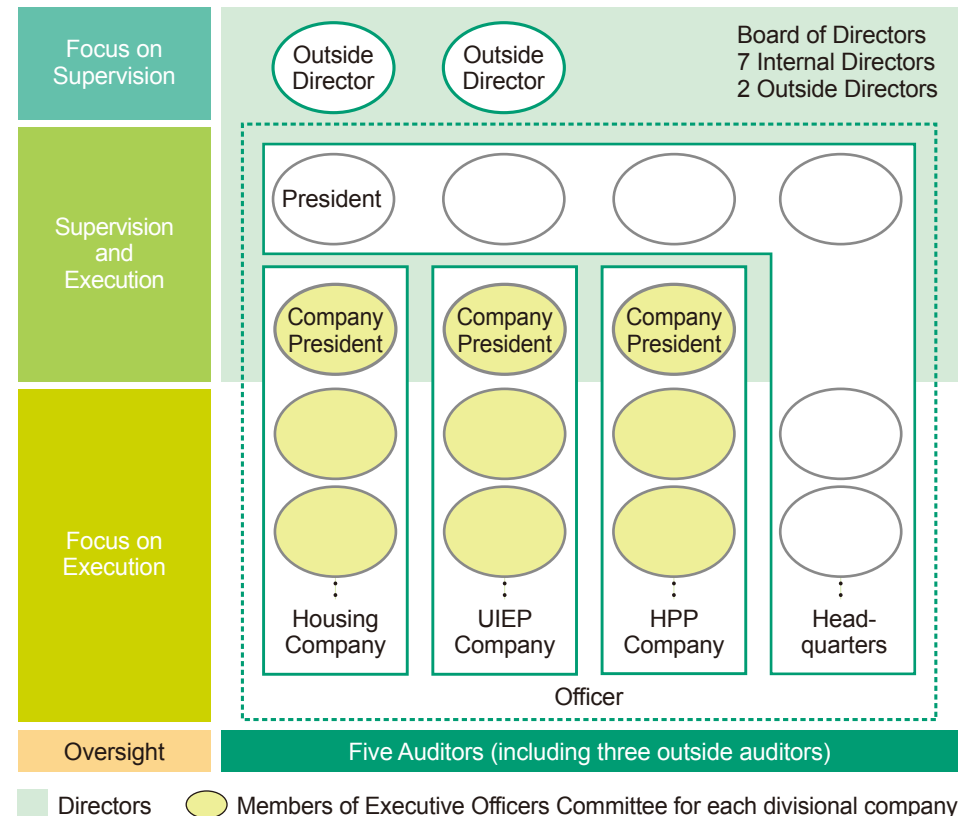 Focus on
Supervision
Outside
Director
Outside
Director
Board of Directors
7 Internal Directors
2 Outside Directors
Supervision
and
Execution
President
Company
President
Company
President
Company
President
Focus on
Execution
Housing
Company
UIEP
Company
HPP
Company
Head-
quarters
Officer
Oversight
Five Auditors (including three outside auditors)
Directors
Members of Executive Officers Committee for each divisional company